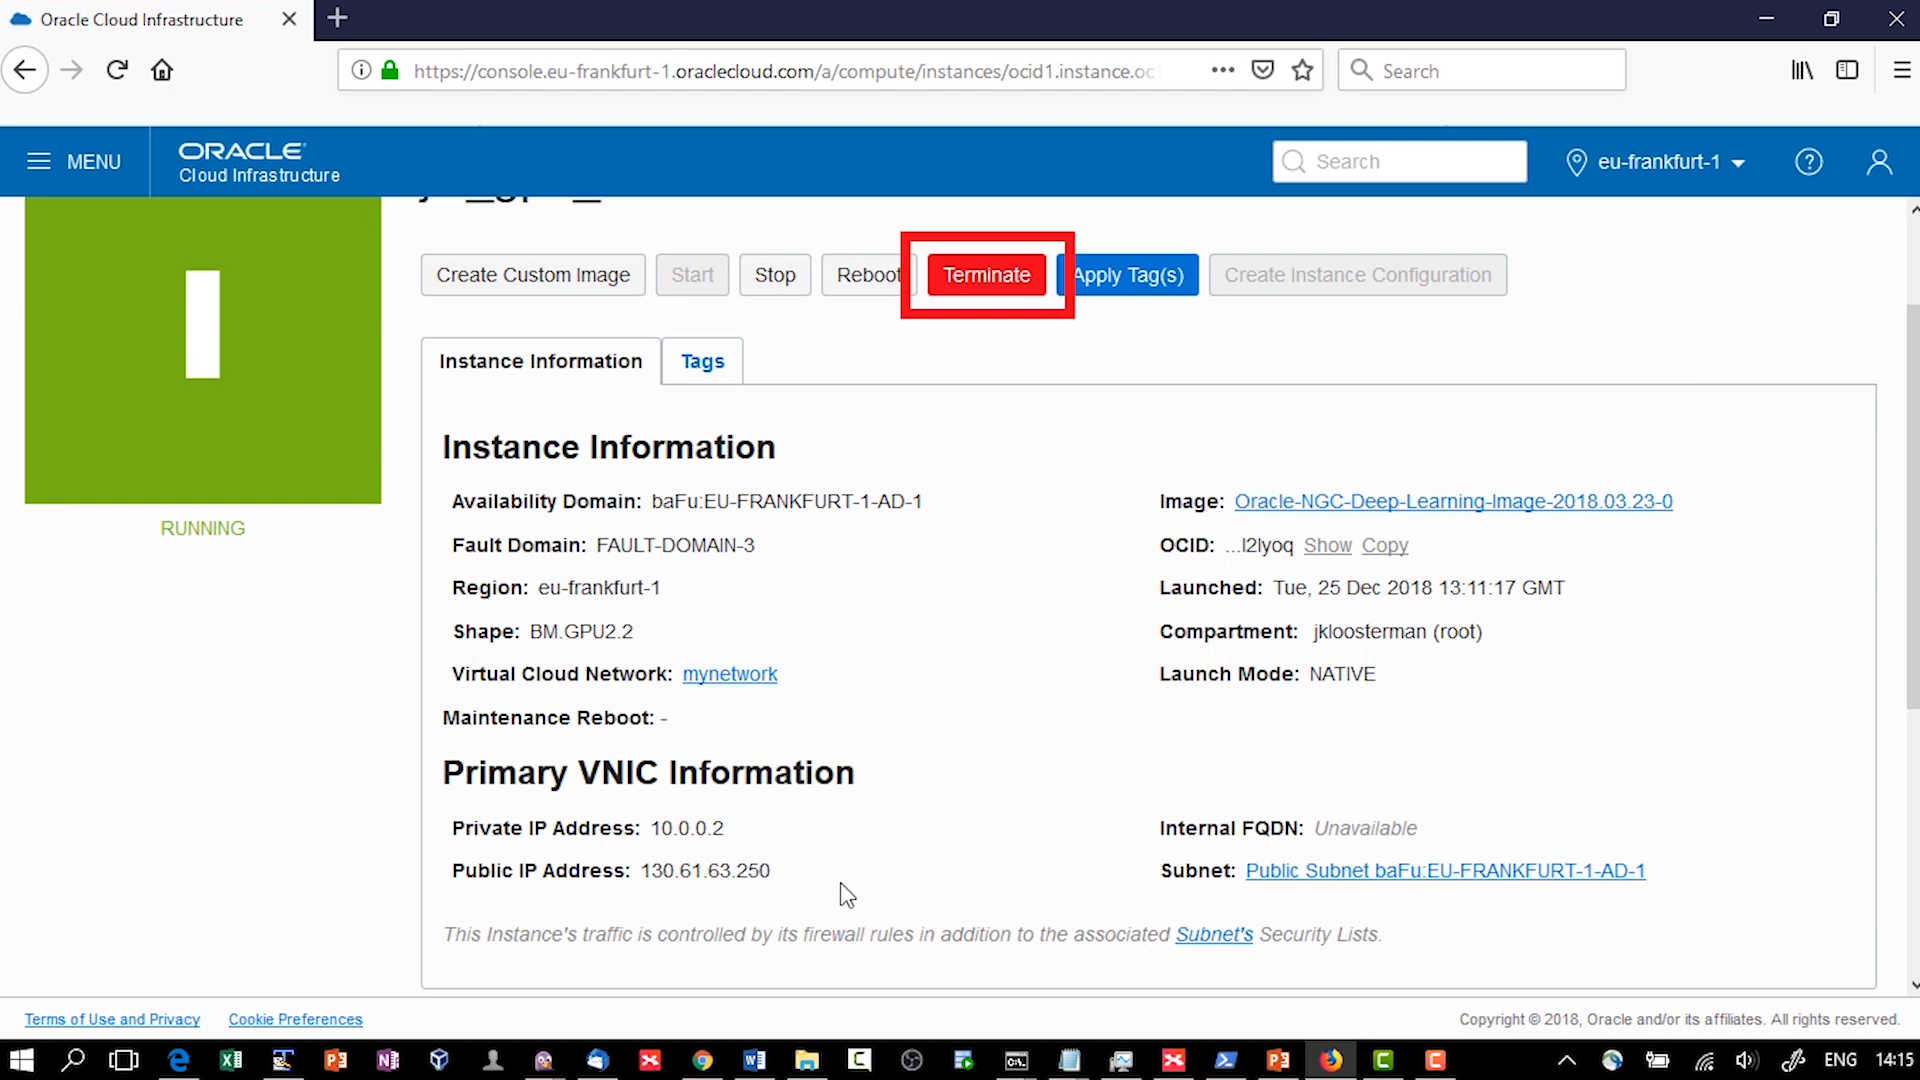 Oracle Cloud Infrastructure
https://console.eu-frankfurt-1.oraclecloud.com/a/compute/instances/ocid1.instance.oc
Search
MENU
ORACLE
Cloud Infrastructure
Search
eu-frankfurt-1
Create Custom Image
Start
Stop
Reboot
Terminate
Apply Tag(s)
Create Instance Configuration
I
RUNNING
Instance Information
Tags
Instance Information
Availability Domain: baFu:EU-FRANKFURT-1-AD-1
Image: Oracle-NGC-Deep-Learning-Image-2018.03.23-0
Fault Domain: FAULT-DOMAIN-3
OCID: ...l2lyoq Show Copy
Region: eu-frankfurt-1
Launched: Tue, 25 Dec 2018 13:11:17 GMT
Shape: BM.GPU2.2
Compartment: jkloosterman (root)
Virtual Cloud Network: mynetwork
Launch Mode: NATIVE
Maintenance Reboot: -
Primary VNIC Information
Private IP Address: 10.0.0.2
Internal FQDN: Unavailable
Public IP Address: 130.61.63.250
Subnet: Public Subnet baFu:EU-FRANKFURT-1-AD-1
This Instance's traffic is controlled by its firewall rules in addition to the associated Subnet's Security Lists.
Terms of Use and Privacy
Cookie Preferences
Copyright © 2018, Oracle and/or its affiliates. All rights reserved.
ENG
14:15